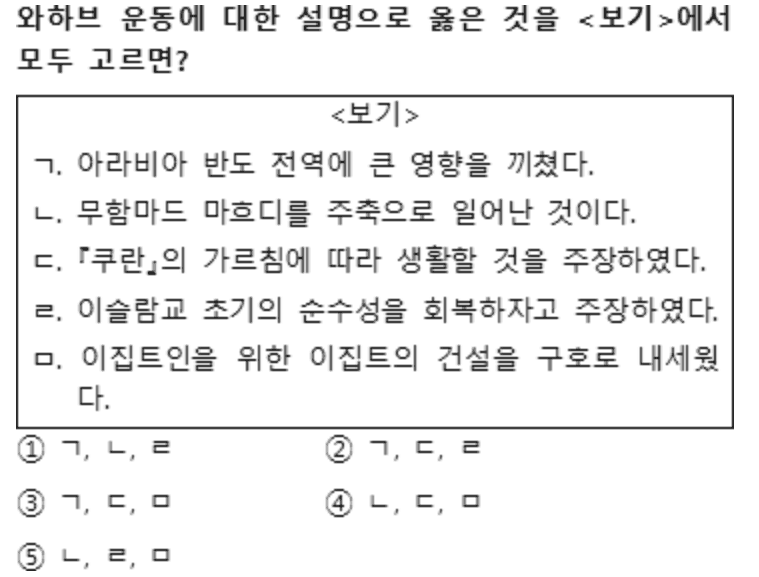 와하브 운동에 대한 설명으로 옳은 것을 <보기>에서
모두 고르면?
<보기>
ㄱ. 아라비아 반도 전역에 큰 영향을 끼쳤다.
ㄴ. 무함마드 마흐디를 주축으로 일어난 것이다.
ㄷ. 『쿠란』의 가르침에 따라 생활할 것을 주장하였다.
ㄹ. 이슬람교 초기의 순수성을 회복하자고 주장하였다.
ㅁ. 이집트인을 위한 이집트의 건설을 구호로 내세웠
다.
① ㄱ, ㄴ, ㄹ ② ㄱ, ㄷ, ㄹ
③ ㄱ, ㄷ, ㅁ ④ ㄴ, ㄷ, ㅁ
⑤ ㄴ, ㄹ, ㅁ